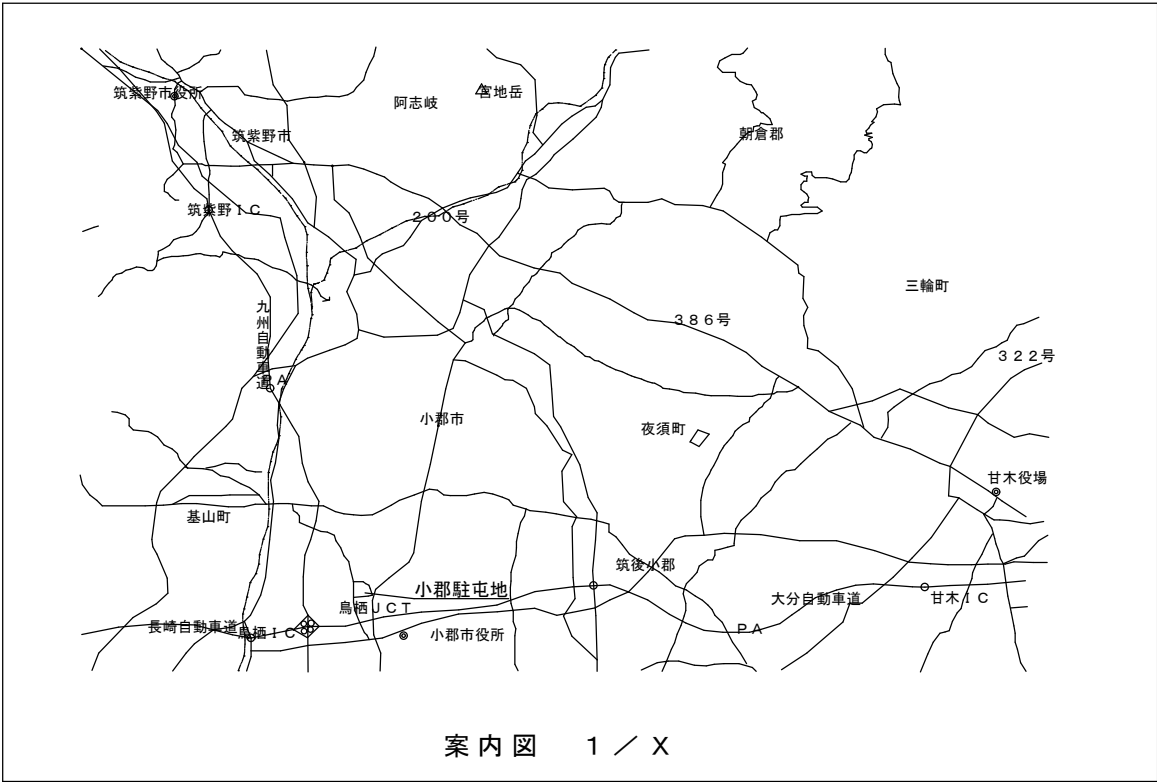 筑紫野市役所
宮地岳
阿志岐
筑紫野市
朝倉郡
筑紫野ＩＣ
２００号
三輪町
九州自動車道
３８６号
３２２号
ＰＡ
小郡市
夜須町
甘木役場
基山町
筑後小郡
小郡駐屯地
大分自動車道
甘木ＩＣ
鳥栖ＪＣＴ
長崎自動車道
鳥栖ＩＣ
小郡市役所
ＰＡ
案内図　１／Ｘ